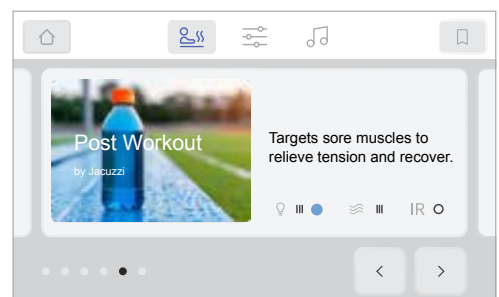 Post Workout
by Jacuzzi
Targets sore muscles to
relieve tension and recover.
IR